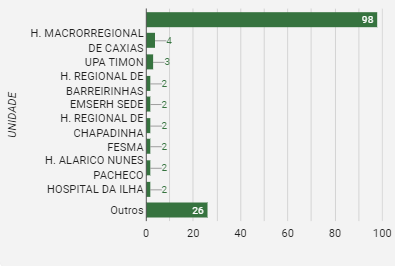 98
H. MACRORREGIONAL
DE CAXIAS
4
UPA TIMON
3
H. REGIONAL DE
BARREIRINHAS
2
EMSERH SEDE
2
H. REGIONAL DE
CHAPADINHA
2
FESMA
2
H. ALARICO NUNES
PACHECO
2
HOSPITAL DA ILHA
2
Outros
26
UNIDADE
0 20 40 60 80 100